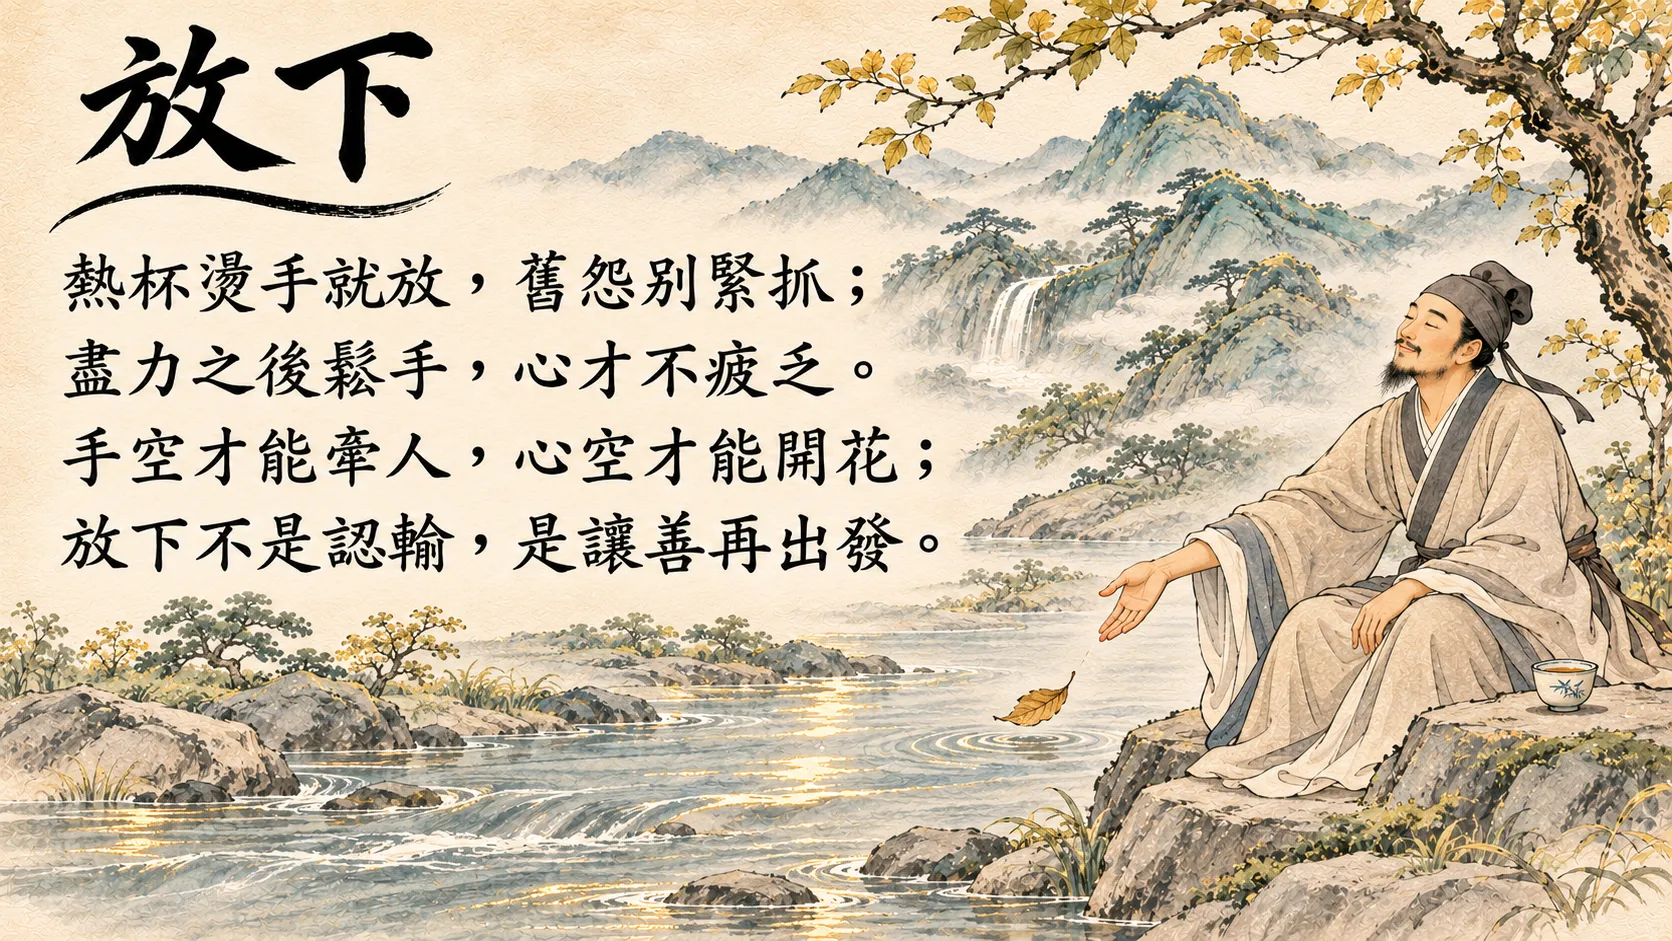 放下
熱杯燙手就放，舊怨别緊抓；
盡力之後鬆手，心才不疲乏。
手空才能牽人，心空才能開花；
放下不是認輸，是讓善再出發。